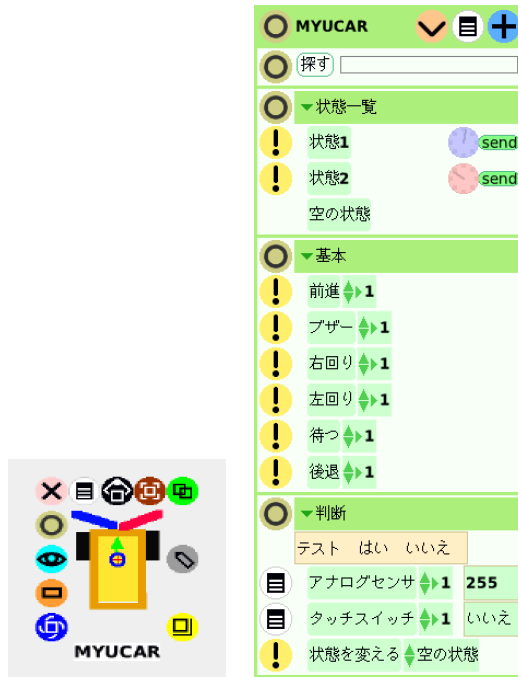 MYUCAR
探す
状態一覧
状態1 send
状態2 send
空の状態
基本
前進 1
ブザー 1
右回り 1
左回り 1
待つ 1
後退 1
判断
テスト はい いいえ
アナログセンサ 1 255
タッチスイッチ 1 いいえ
状態を変える 空の状態
MYUCAR